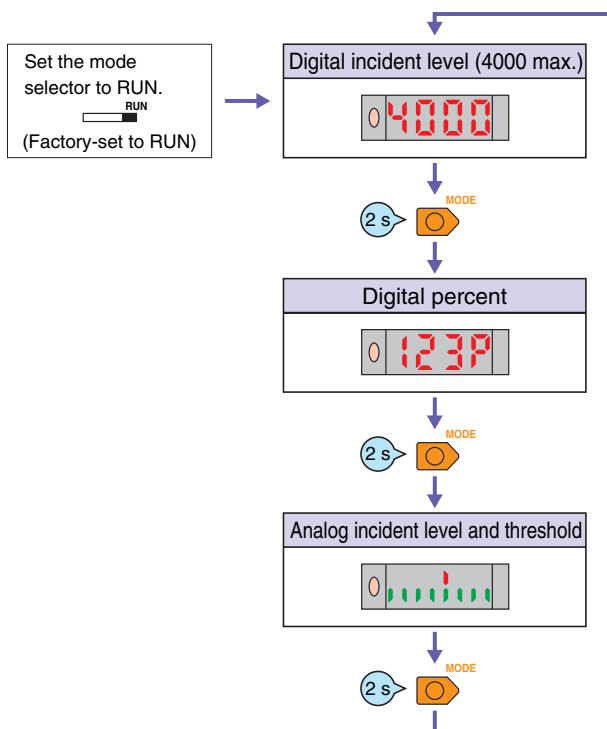 Set the mode
selector to RUN.
RUN
(Factory-set to RUN)
Digital incident level (4000 max.)
4000
2 s
MODE
Digital percent
123P
2 s
MODE
Analog incident level and threshold
2 s
MODE